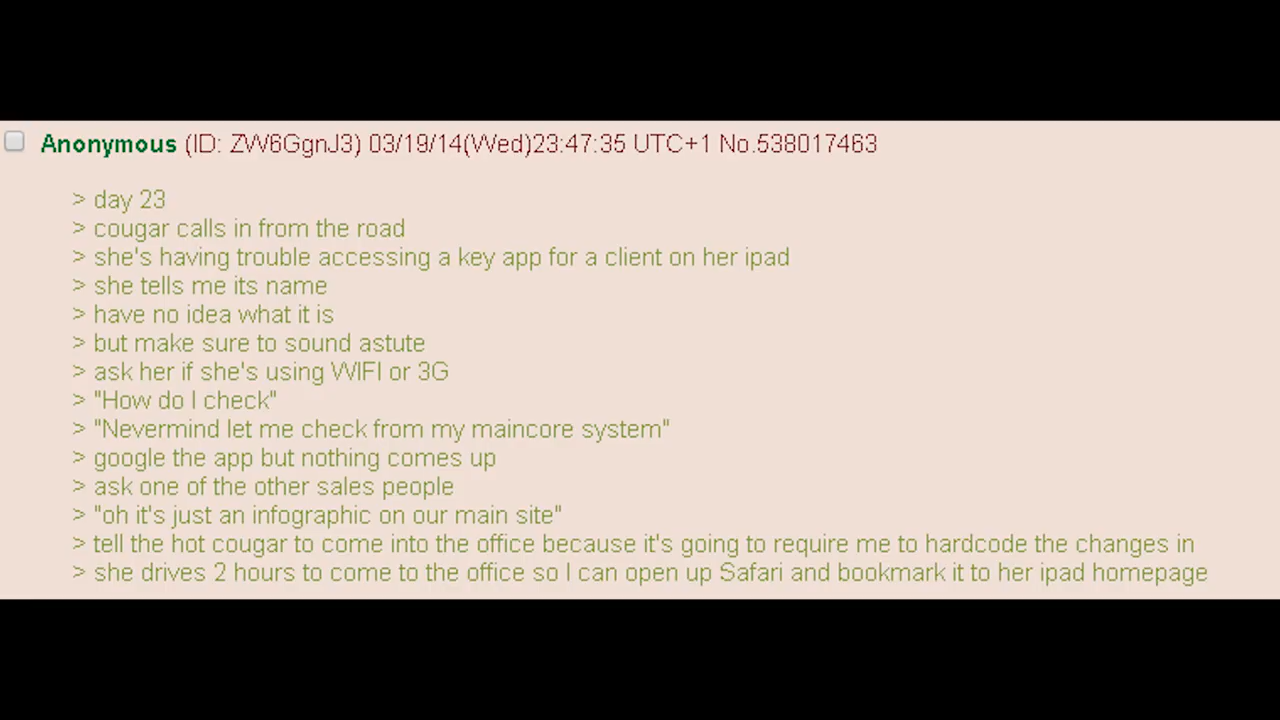 Anonymous (ID: ZW6GgnJ3) 03/19/14(Wed)23:47:35 UTC+1 No.538017463
> day 23
> cougar calls in from the road
> she's having trouble accessing a key app for a client on her ipad
> she tells me its name
> have no idea what it is
> but make sure to sound astute
> ask her if she's using WIFI or 3G
> "How do I check"
> "Nevermind let me check from my maincore system"
> google the app but nothing comes up
> ask one of the other sales people
> "oh it's just an infographic on our main site"
> tell the hot cougar to come into the office because it's going to require me to hardcode the changes in
> she drives 2 hours to come to the office so I can open up Safari and bookmark it to her ipad homepage